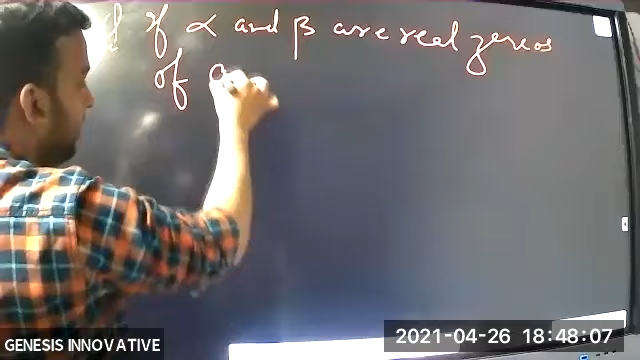 If α and β are real zeroes
of a
GENESIS INNOVATIVE
2021-04-26 18:48:07